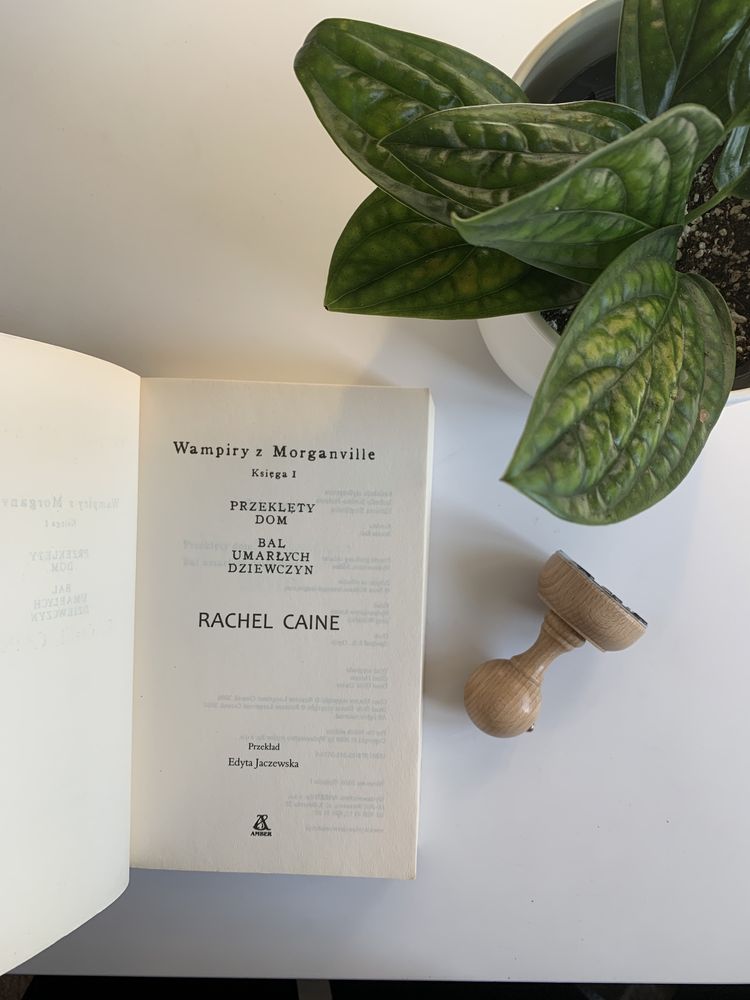 Wampiry z Morganville
Księga I
PRZEKLĘTY
DOM
BAL
UMARŁYCH
DZIEWCZYN
RACHEL CAINE
Przekład
Edyta Jaczewska
AMBER